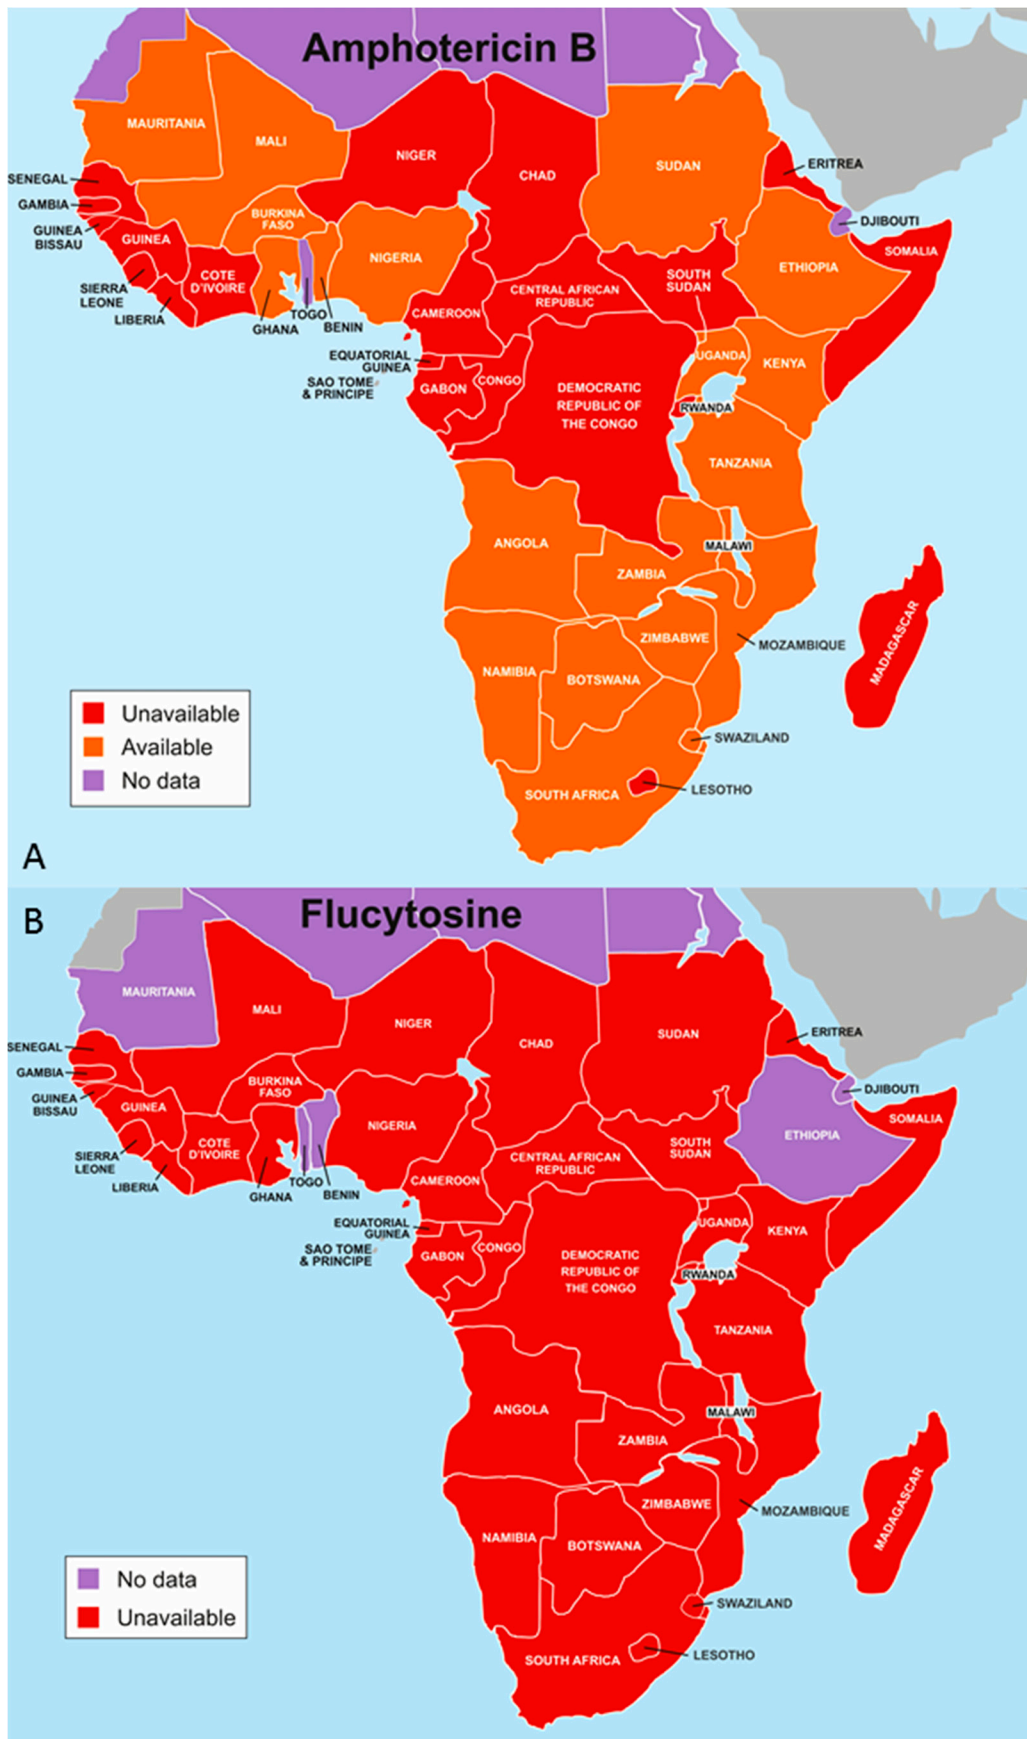 Amphotericin B
MAURITANIA
MALI
NIGER
CHAD
SUDAN
ERITREA
SENEGAL
GAMBIA
GUINEA
BISSAU
GUINEA
BURKINA
FASO
NIGERIA
DJIBOUTI
SOMALIA
ETHIOPIA
SIERRA
LEONE
COTE
D'IVOIRE
LIBERIA
GHANA
TOGO
BENIN
CAMEROON
CENTRAL AFRICAN
REPUBLIC
SOUTH
SUDAN
EQUATORIAL
GUINEA
SAO TOME
& PRINCIPE
GABON
CONGO
DEMOCRATIC
REPUBLIC OF
THE CONGO
UGANDA
KENYA
RWANDA
TANZANIA
ANGOLA
MALAWI
ZAMBIA
ZIMBABWE
MOZAMBIQUE
MADAGASCAR
NAMIBIA
BOTSWANA
SWAZILAND
SOUTH AFRICA
LESOTHO
Unavailable
Available
No data
A
B
Flucytosine
MAURITANIA
MALI
NIGER
CHAD
SUDAN
ERITREA
SENEGAL
GAMBIA
GUINEA
BISSAU
GUINEA
BURKINA
FASO
NIGERIA
DJIBOUTI
SOMALIA
ETHIOPIA
SIERRA
LEONE
COTE
D'IVOIRE
LIBERIA
GHANA
TOGO
BENIN
CAMEROON
CENTRAL AFRICAN
REPUBLIC
SOUTH
SUDAN
EQUATORIAL
GUINEA
SAO TOME
& PRINCIPE
GABON
CONGO
DEMOCRATIC
REPUBLIC OF
THE CONGO
UGANDA
KENYA
RWANDA
TANZANIA
ANGOLA
MALAWI
ZAMBIA
ZIMBABWE
MOZAMBIQUE
MADAGASCAR
NAMIBIA
BOTSWANA
SWAZILAND
SOUTH AFRICA
LESOTHO
No data
Unavailable